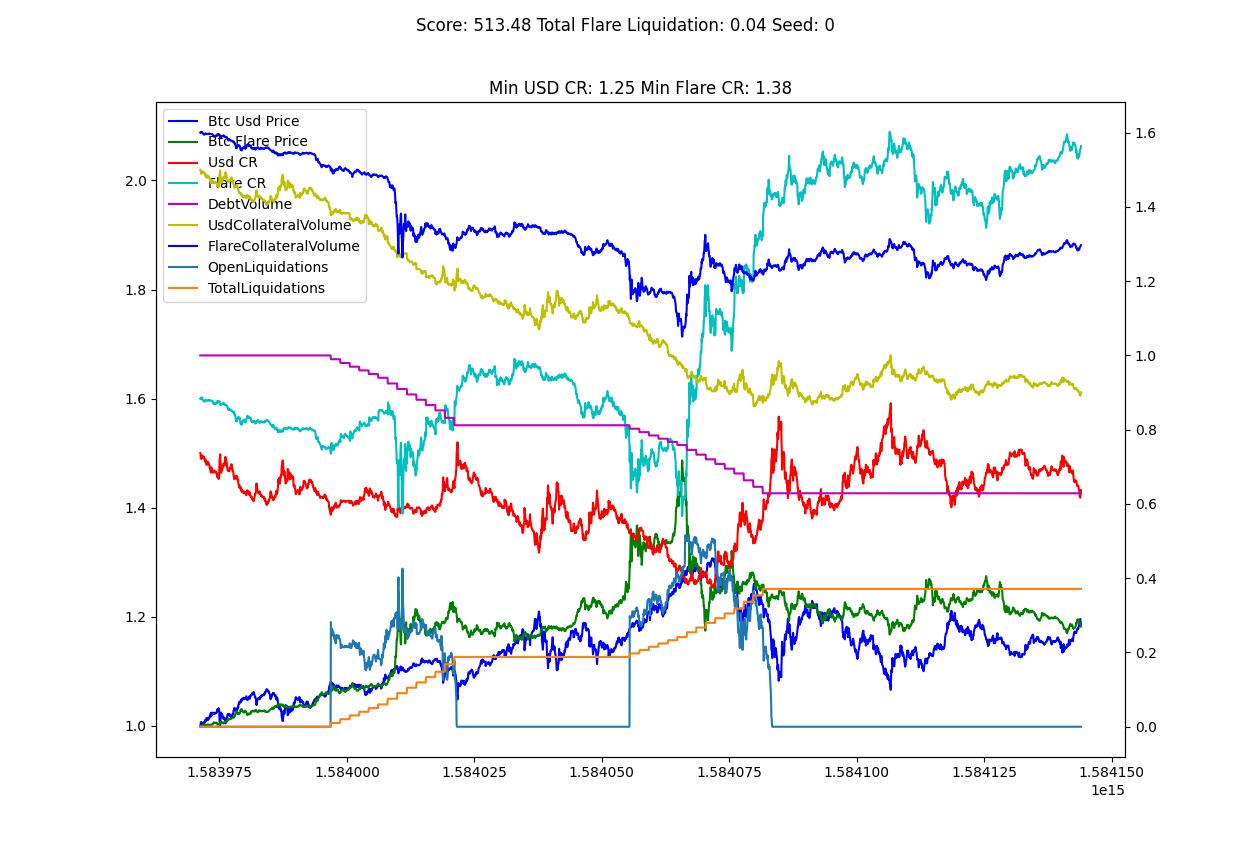 Score: 513.48 Total Flare Liquidation: 0.04 Seed: 0
Min USD CR: 1.25 Min Flare CR: 1.38
Btc Usd Price
Btc Flare Price
Usd CR
Flare CR
DebtVolume
UsdCollateralVolume
FlareCollateralVolume
OpenLiquidations
TotalLiquidations
2.0
1.8
1.6
1.4
1.2
1.0
1.6
1.4
1.2
1.0
0.8
0.6
0.4
0.2
0.0
1.583975 1.584000 1.584025 1.584050 1.584075 1.584100 1.584125 1.584150
1e15